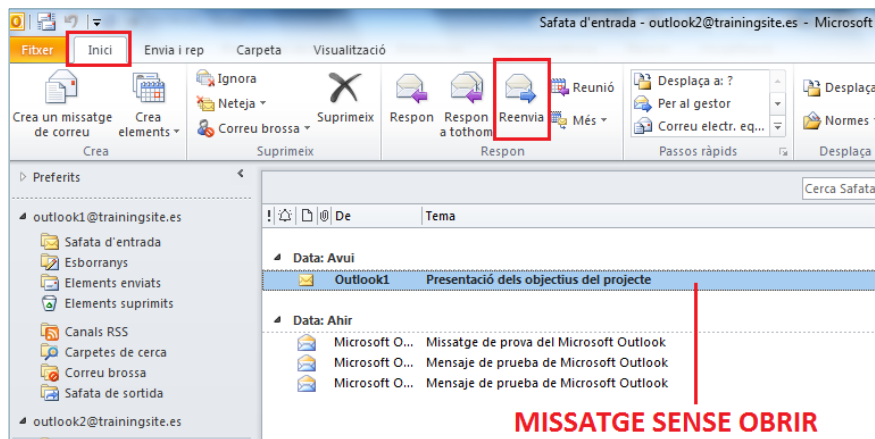 Safata d'entrada - outlook2@trainingsite.es - Microsoft
Fitxer Inici Envia i rep Carpeta Visualització
Crea un missatge
de correu
Crea
elements
Crea
Ignora
Neteja
Correu brossa
Suprimeix
Suprimeix
Respon
Respon
a tothom
Reenvia
Reunió
Més
Respon
Desplaça a: ?
Per al gestor
Correu electr. eq...
Passos ràpids
Desplaça
Normes
Desplaça
Preferits
Cerca Safata
outlook1@trainingsite.es
Safata d'entrada
Esborranys
Elements enviats
Elements suprimits
Canals RSS
Carpetes de cerca
Correu brossa
Safata de sortida
outlook2@trainingsite.es
! De Tema
Data: Avui
Outlook1 Presentació dels objectius del projecte
Data: Ahir
Microsoft O... Missatge de prova del Microsoft Outlook
Microsoft O... Mensaje de prueba de Microsoft Outlook
Microsoft O... Mensaje de prueba de Microsoft Outlook
MISSATGE SENSE OBRIR